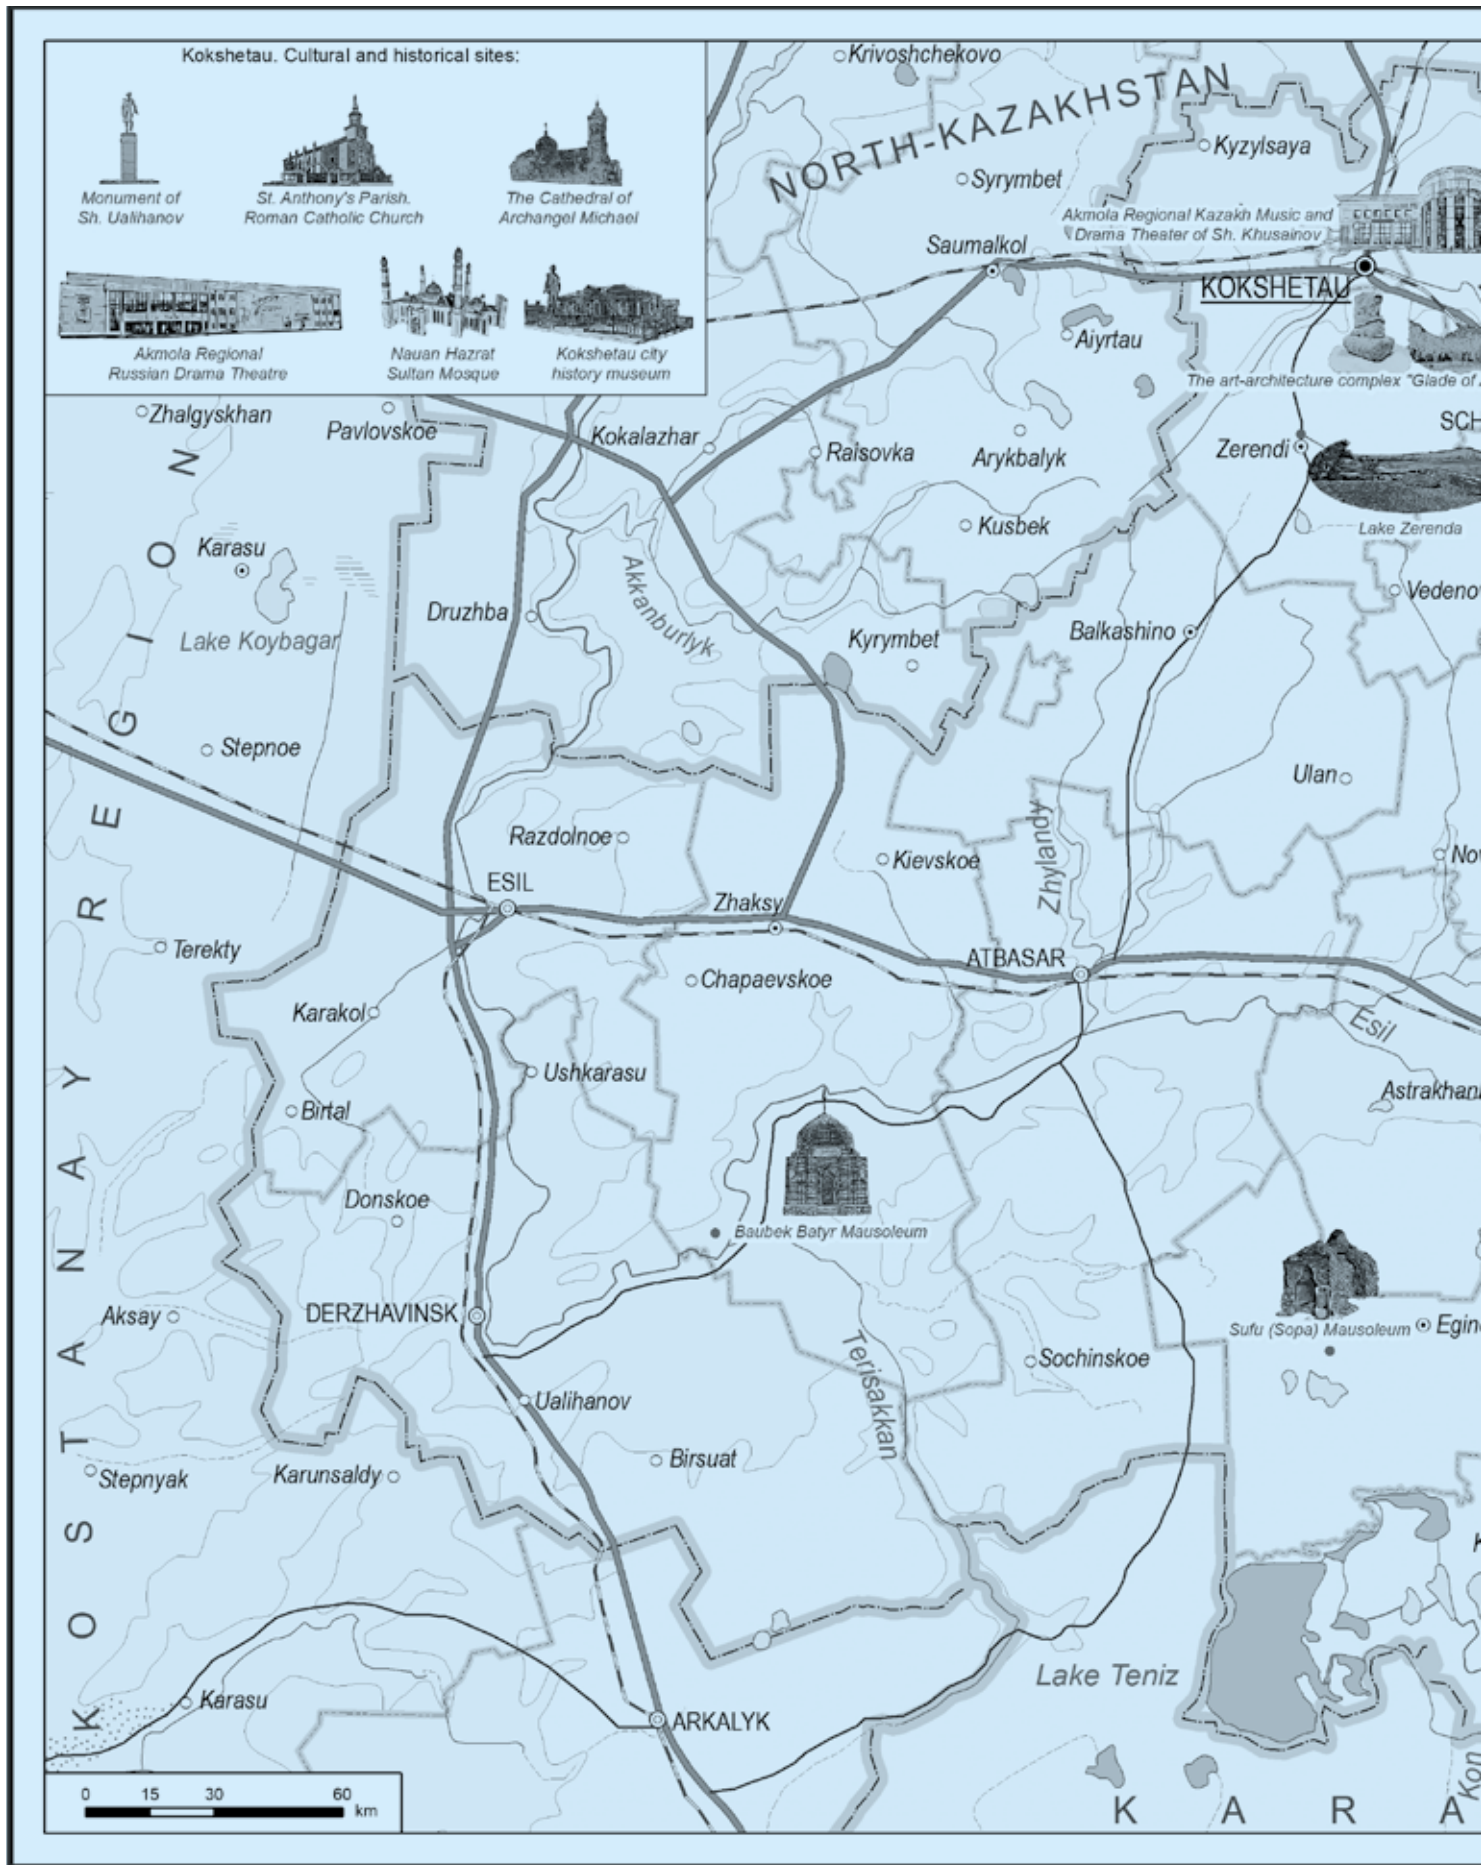 Kokshetau. Cultural and historical sites:
Monument of
Sh. Ualihanov
St. Anthony's Parish.
Roman Catholic Church
The Cathedral of
Archangel Michael
Akmola Regional
Russian Drama Theatre
Nauan Hazrat
Sultan Mosque
Kokshetau city
history museum
Krivoshchekovo
NORTH-KAZAKHSTAN
Kyzylsaya
Syrymbet
Akmola Regional Kazakh Music and
Drama Theater of Sh. Khusainov
Saumalkol
KOKSHETAU
Aiyrtau
The art-architecture complex "Glade of
Zhalgyskhan
Pavlovskoe
Kokalazhar
Raisovka
Arykbalyk
SCH
Zerendi
Lake Zerenda
Kusbek
Karasu
Lake Koybagar
Akkanburlyk
Druzhba
Vedenov
Kyrymbet
Balkashino
Stepnoe
Ulan
Razdolnoe
Kievskoe
Zhylandy
Nov
ESIL
Zhaksy
Terekty
ATBASAR
Chapaevskoe
Karakol
Esil
Ushkarasu
Astrakhan
Birtal
Donskoe
Baubek Batyr Mausoleum
Aksay
DERZHAVINSK
Sufu (Sopa) Mausoleum
Egin
Terisakkan
Sochinskoe
Ualihanov
Birsuat
Stepnyak
Karunsaldy
KOSTANAY REGION
K
Lake Teniz
Karasu
ARKALYK
Kon
0 15 30 60
km
K A R A